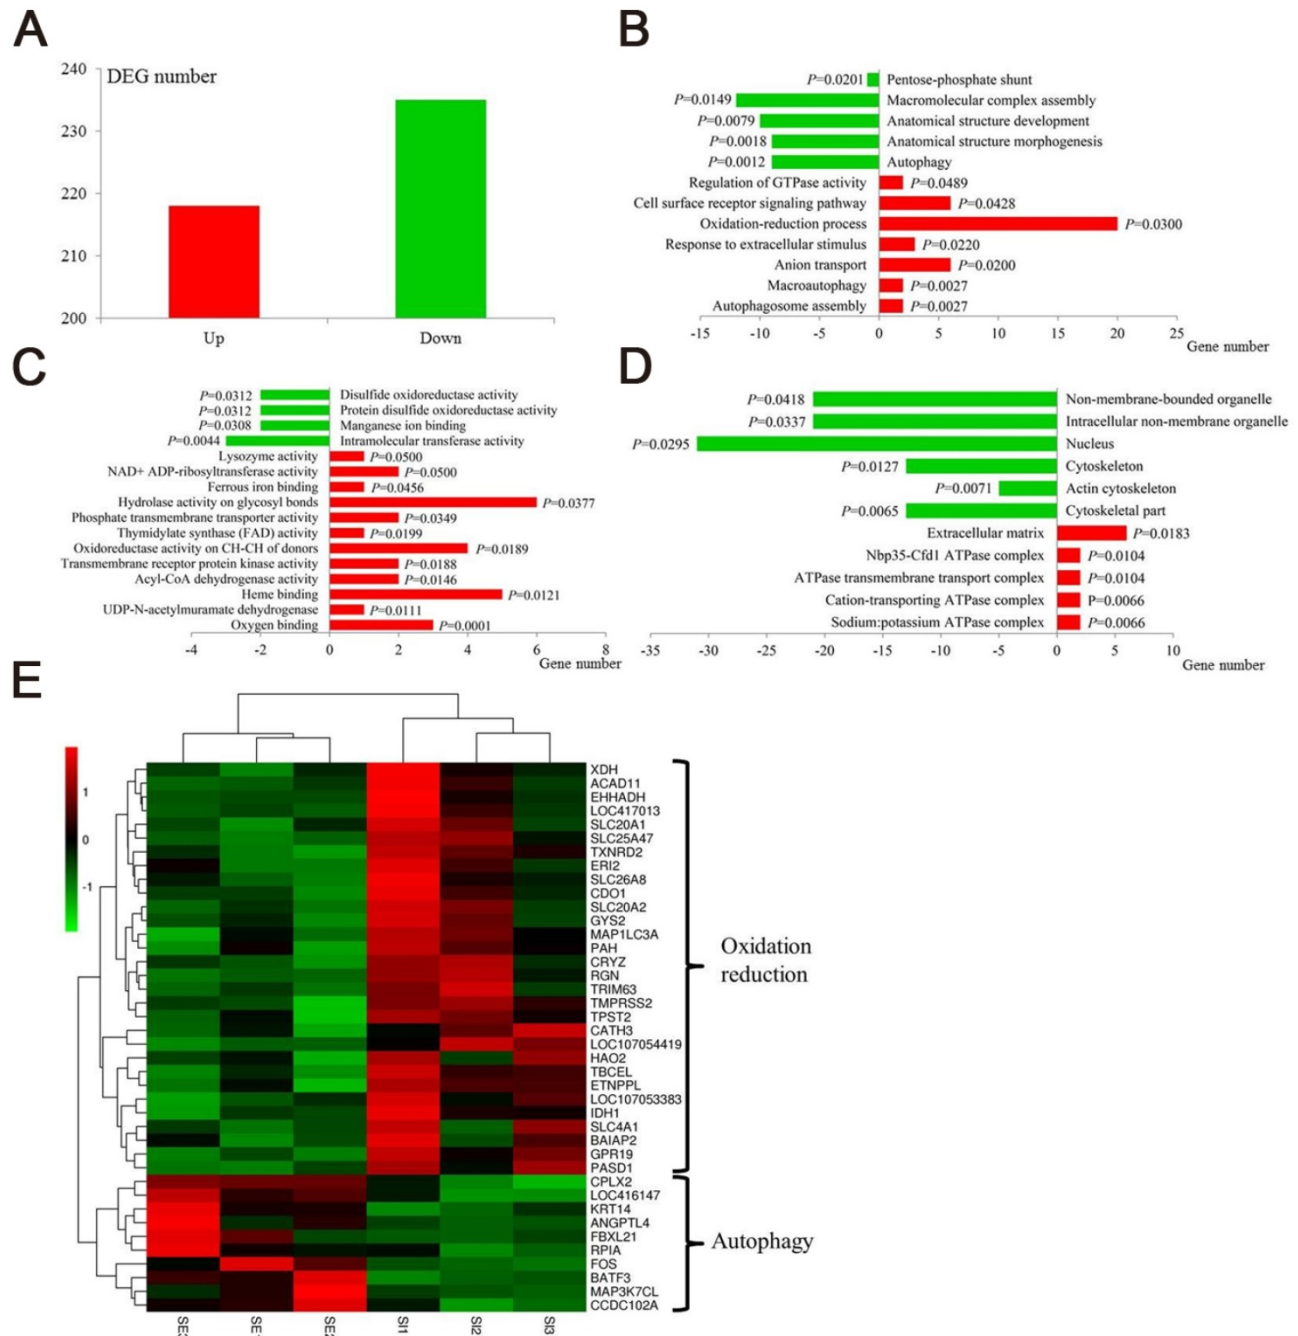 A
DEG number
240
230
220
210
200
Up
Down
B
P=0.0201 Pentose-phosphate shunt
P=0.0149 Macromolecular complex assembly
P=0.0079 Anatomical structure development
P=0.0018 Anatomical structure morphogenesis
P=0.0012 Autophagy
Regulation of GTPase activity P=0.0489
Cell surface receptor signaling pathway P=0.0428
Oxidation-reduction process P=0.0300
Response to extracellular stimulus P=0.0220
Anion transport P=0.0200
Macroautophagy P=0.0027
Autophagosome assembly P=0.0027
-15 -10 -5 0 5 10 15 20 25
Gene number
C
P=0.0312 Disulfide oxidoreductase activity
P=0.0312 Protein disulfide oxidoreductase activity
P=0.0308 Manganese ion binding
P=0.0044 Intramolecular transferase activity
Lysozyme activity P=0.0500
NAD+ ADP-ribosyltransferase activity P=0.0500
Ferrous iron binding P=0.0456
Hydrolase activity on glycosyl bonds P=0.0377
Phosphate transmembrane transporter activity P=0.0349
Thymidylate synthase (FAD) activity P=0.0199
Oxidoreductase activity on CH-CH of donors P=0.0189
Transmembrane receptor protein kinase activity P=0.0188
Acyl-CoA dehydrogenase activity P=0.0146
Heme binding P=0.0121
UDP-N-acetylmuramate dehydrogenase P=0.0111
Oxygen binding P=0.0001
-4 -2 0 2 4 6 8
Gene number
D
P=0.0418 Non-membrane-bounded organelle
P=0.0337 Intracellular non-membrane organelle
P=0.0295 Nucleus
P=0.0127 Cytoskeleton
P=0.0071 Actin cytoskeleton
P=0.0065 Cytoskeletal part
Extracellular matrix P=0.0183
Nbp35-Cfd1 ATPase complex P=0.0104
ATPase transmembrane transport complex P=0.0104
Cation-transporting ATPase complex P=0.0066
Sodium:potassium ATPase complex P=0.0066
-35 -30 -25 -20 -15 -10 -5 0 5 10
Gene number
E
1
0
-1
XDH
ACAD11
EHHADH
LOC417013
SLC20A1
SLC25A47
TXNRD2
ERI2
SLC26A8
CDO1
SLC20A2
GYS2
MAP1LC3A
PAH
CRYZ
RGN
TRIM63
TMPRSS2
TPST2
CATH3
LOC107054419
HAO2
TBCEL
ETNPPL
LOC107053383
IDH1
SLC4A1
BAIAP2
GPR19
PASD1
CPLX2
LOC416147
KRT14
ANGPTL4
FBXL21
RPIA
FOS
BATF3
MAP3K7CL
CCDC102A
Oxidation
reduction
Autophagy
SI1
SI2
SI3